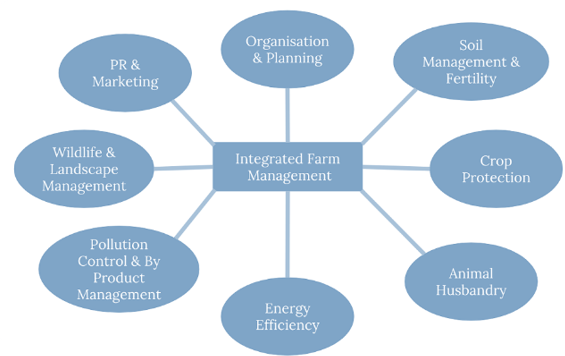 Organisation
& Planning
Soil
Management &
Fertility
PR &
Marketing
Wildlife &
Landscape
Management
Integrated Farm
Management
Crop
Protection
Pollution
Control & By
Product
Management
Animal
Husbandry
Energy
Efficiency